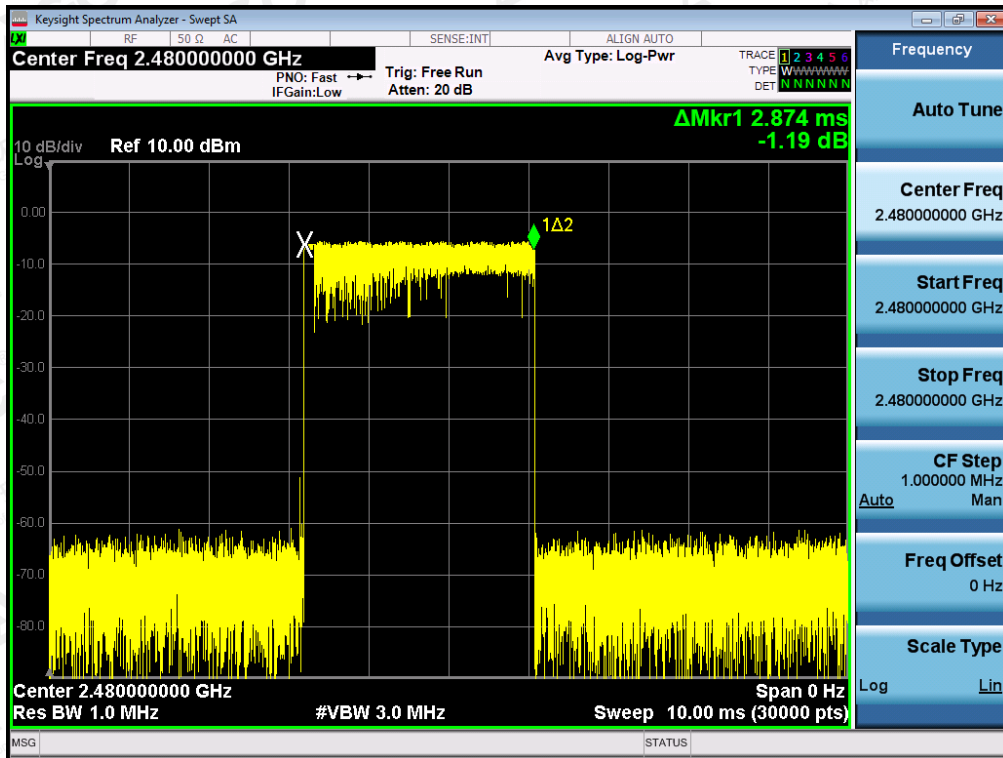 Keysight Spectrum Analyzer - Swept SA
LXI RF 50 Ω AC SENSE:INT ALIGN AUTO
Center Freq 2.480000000 GHz
PNO: Fast
IFGain:Low
Trig: Free Run
Atten: 20 dB
Avg Type: Log-Pwr
TRACE 1 2 3 4 5 6
TYPE WWWWWW
DET N N N N N N
ΔMkr1 2.874 ms
-1.19 dB
10 dB/div Ref 10.00 dBm
Log
0.00
-10.0
-20.0
-30.0
-40.0
-50.0
-60.0
-70.0
-80.0
X
1Δ2
Center 2.480000000 GHz Span 0 Hz
Res BW 1.0 MHz #VBW 3.0 MHz Sweep 10.00 ms (30000 pts)
MSG STATUS
Frequency
Auto Tune
Center Freq
2.480000000 GHz
Start Freq
2.480000000 GHz
Stop Freq
2.480000000 GHz
CF Step
1.000000 MHz
Auto Man
Freq Offset
0 Hz
Scale Type
Log Lin